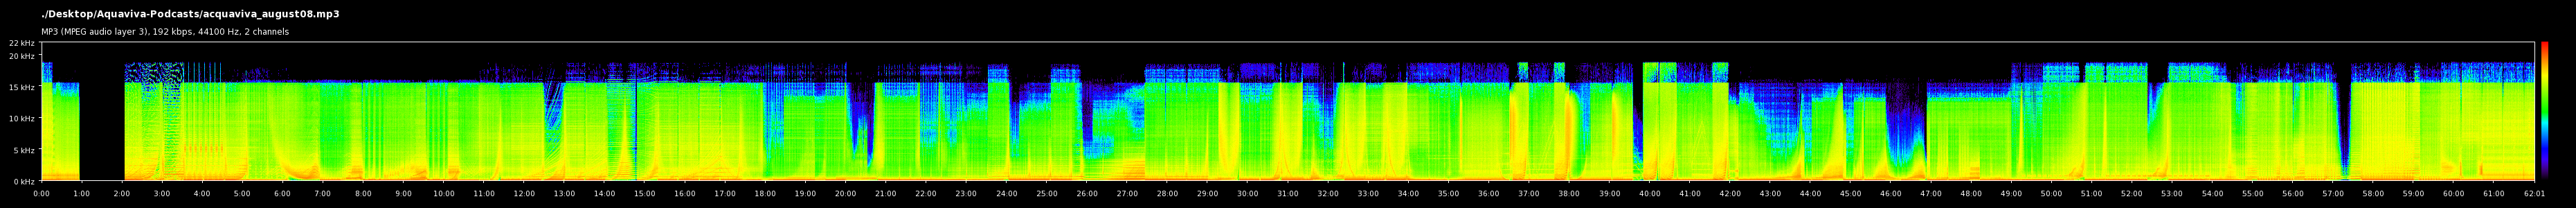 ./Desktop/Aquaviva-Podcasts/acquaviva_august08.mp3
MP3 (MPEG audio layer 3), 192 kbps, 44100 Hz, 2 channels
22 kHz
20 kHz
15 kHz
10 kHz
5 kHz
0 kHz
0:00 1:00 2:00 3:00 4:00 5:00 6:00 7:00 8:00 9:00 10:00 11:00 12:00 13:00 14:00 15:00 16:00 17:00 18:00 19:00 20:00 21:00 22:00 23:00 24:00 25:00 26:00 27:00 28:00 29:00 30:00 31:00 32:00 33:00 34:00 35:00 36:00 37:00 38:00 39:00 40:00 41:00 42:00 43:00 44:00 45:00 46:00 47:00 48:00 49:00 50:00 51:00 52:00 53:00 54:00 55:00 56:00 57:00 58:00 59:00 60:00 61:00 62:01